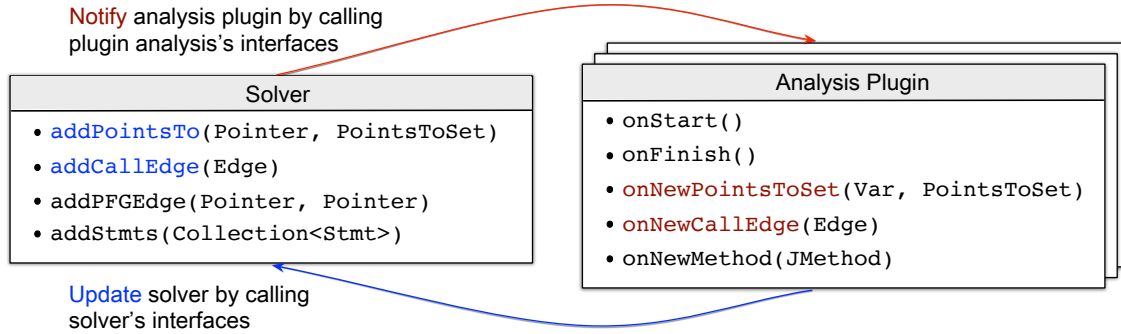 Notify analysis plugin by calling
plugin analysis's interfaces
Solver
• addPointsTo(Pointer, PointsToSet)
• addCallEdge(Edge)
• addPFGEdge(Pointer, Pointer)
• addStmts(Collection<Stmt>)
Analysis Plugin
• onStart()
• onFinish()
• onNewPointsToSet(Var, PointsToSet)
• onNewCallEdge(Edge)
• onNewMethod(JMethod)
Update solver by calling
solver's interfaces